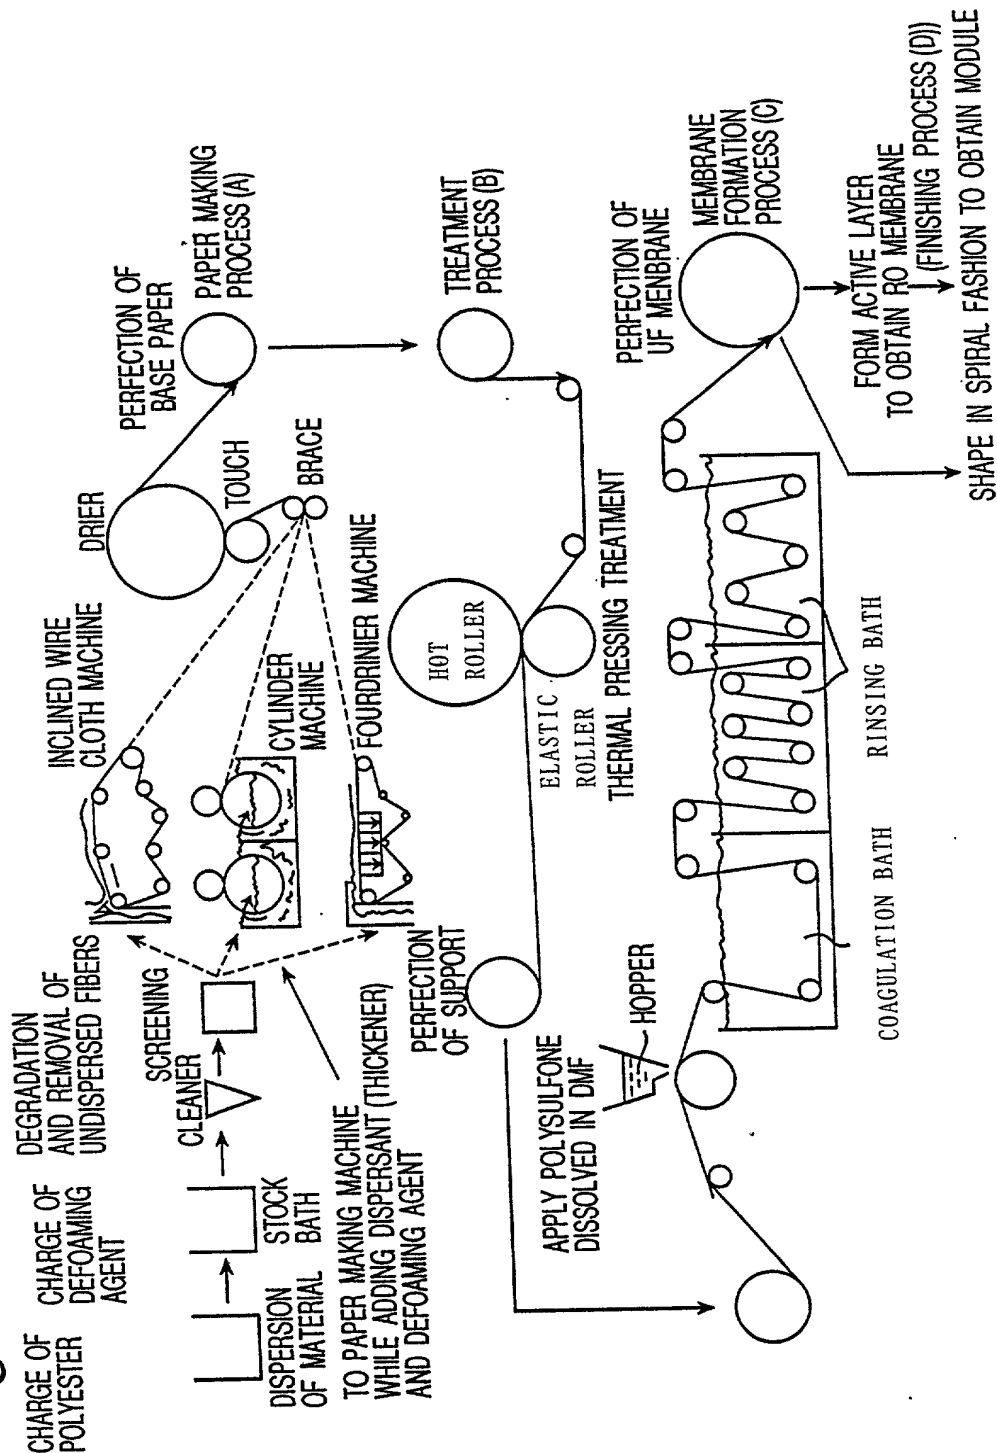 CHARGE OF
POLYESTER
CHARGE OF
DEFOAMING
AGENT
DEGRADATION
AND REMOVAL OF
UNDISPERSED FIBERS
DISPERSION
OF MATERIAL
STOCK
BATH
CLEANER
SCREENING
TO PAPER MAKING MACHINE
WHILE ADDING DISPERSANT (THICKENER)
AND DEFOAMING AGENT
INCLINED WIRE
CLOTH MACHINE
CYLINDER
MACHINE
FOURDRINIER MACHINE
DRIER
TOUCH
BRACE
PERFECTION OF
BASE PAPER
PAPER MAKING
PROCESS (A)
TREATMENT
PROCESS (B)
HOT
ROLLER
ELASTIC
ROLLER
THERMAL PRESSING TREATMENT
PERFECTION
OF SUPPORT
APPLY POLYSULFONE
DISSOLVED IN DMF
HOPPER
COAGULATION BATH
RINSING BATH
PERFECTION OF
UF MENBRANE
MEMBRANE
FORMATION
PROCESS (C)
FORM ACTIVE LAYER
TO OBTAIN RO MEMBRANE
(FINISHING PROCESS (D))
SHAPE IN SPIRAL FASHION TO OBTAIN MODULE